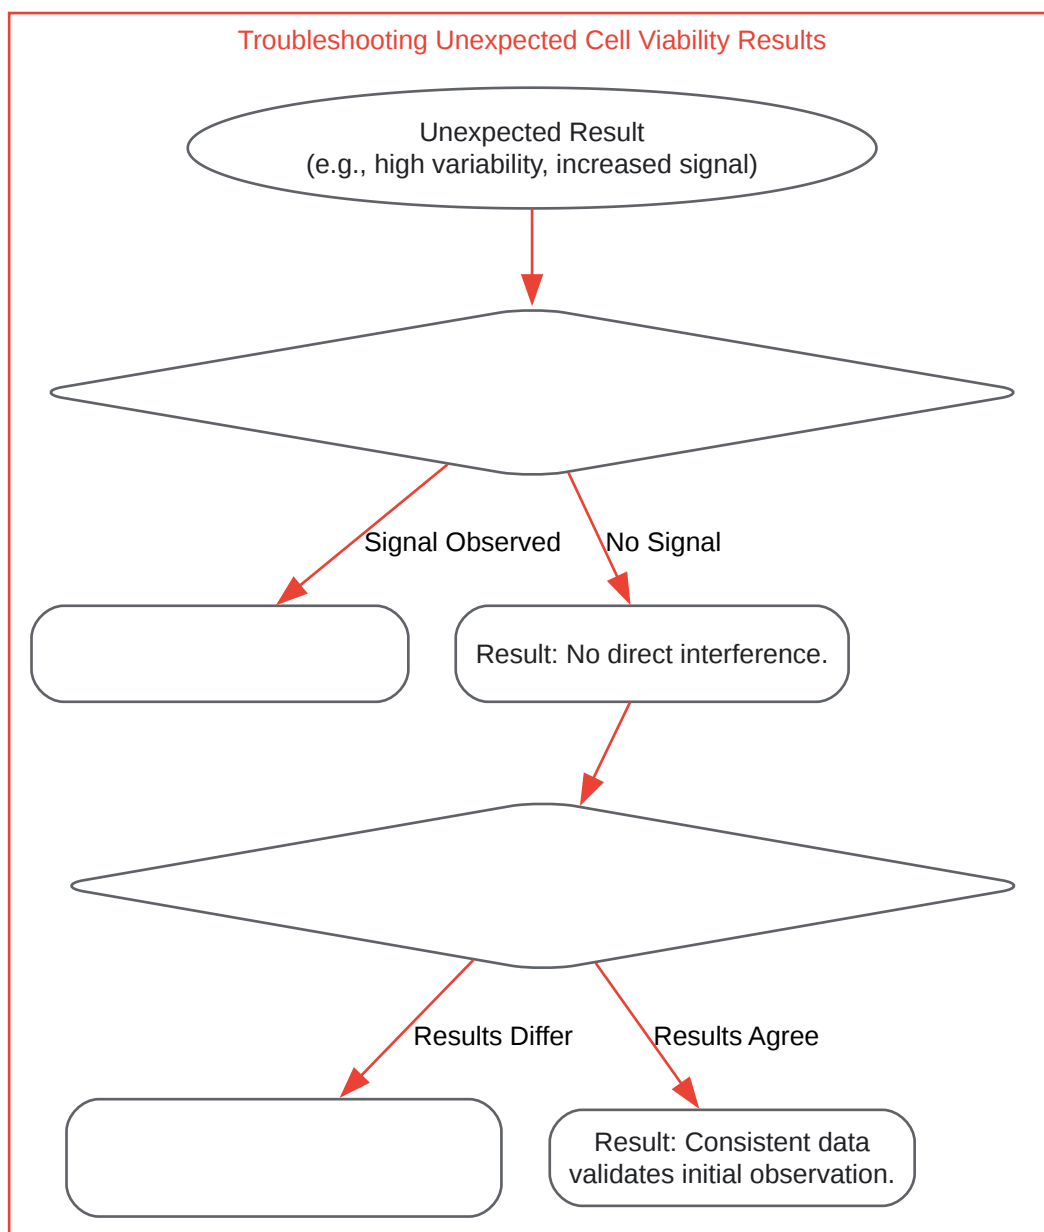 Troubleshooting Unexpected Cell Viability Results
Unexpected Result
(e.g., high variability, increased signal)
Signal Observed
No Signal
Result: No direct interference.
Results Differ
Results Agree
Result: Consistent data
validates initial observation.